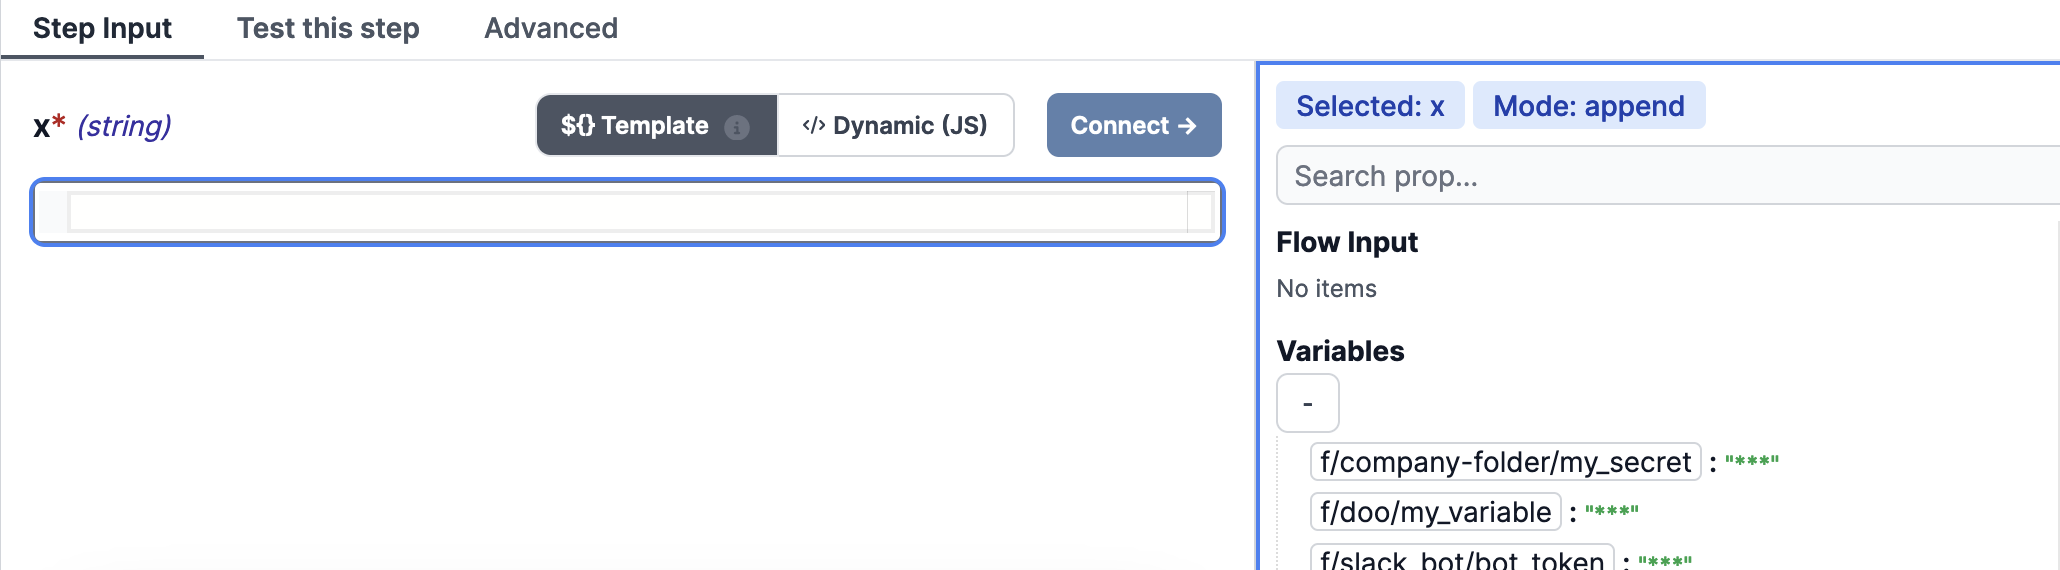 Step Input Test this step Advanced
x* (string) ${} Template </> Dynamic (JS) Connect →
Selected: x Mode: append
Search prop...
Flow Input
No items
Variables
-
f/company-folder/my_secret : "***"
f/doo/my_variable : "***"
f/slack_bot/bot_token : "***"